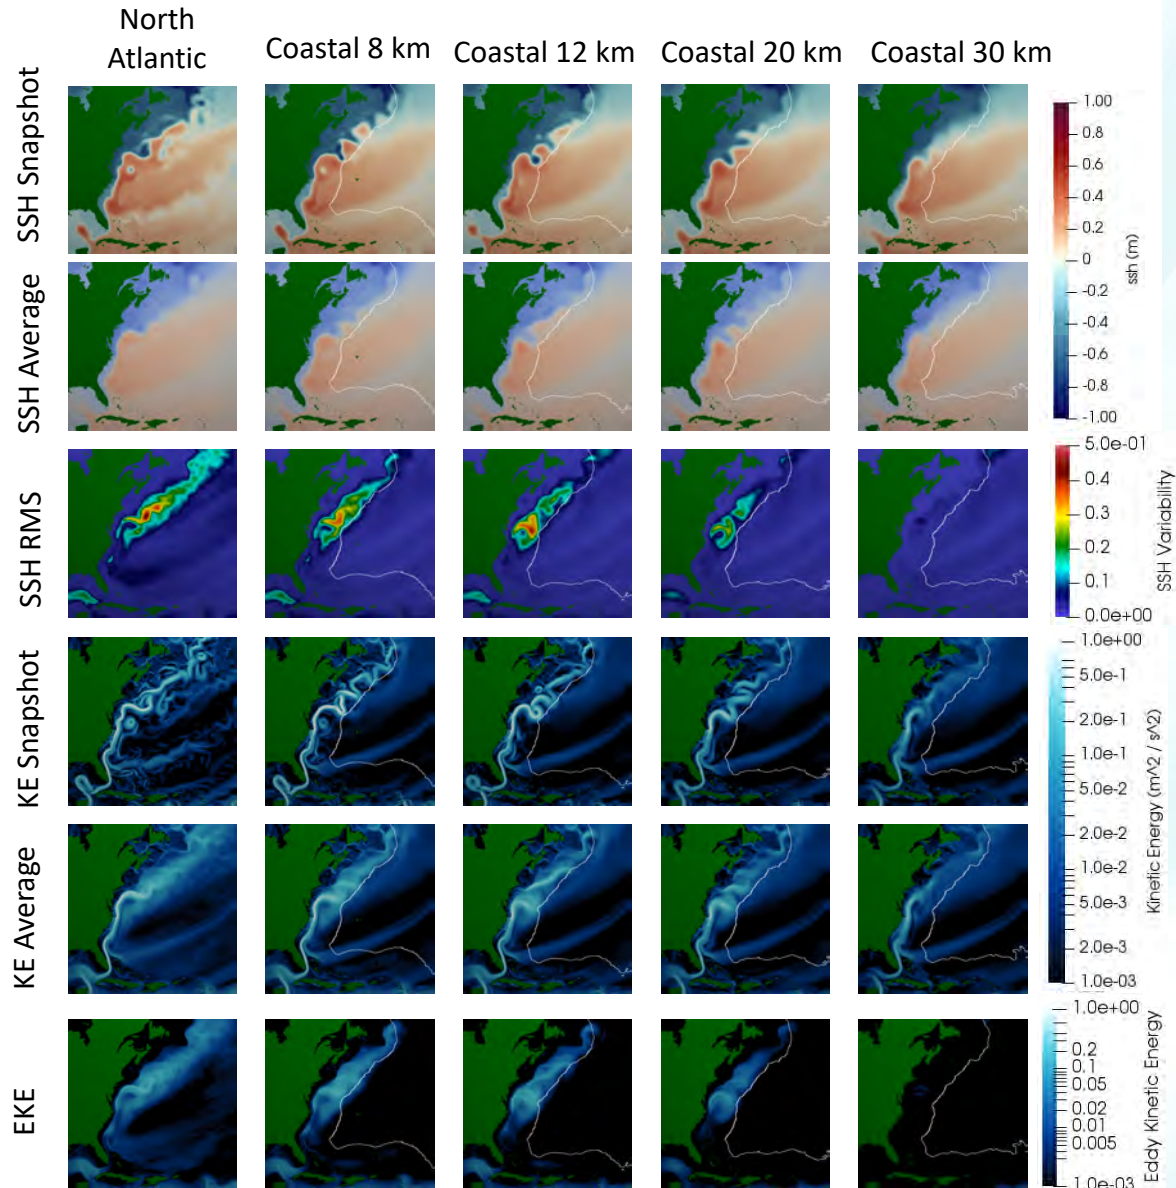 North
Atlantic
Coastal 8 km
Coastal 12 km
Coastal 20 km
Coastal 30 km
SSH Snapshot
1.00
0.8
0.6
0.4
0.2
0
-0.2
-0.4
-0.6
-0.8
-1.00
ssh (m)
SSH Average
SSH RMS
5.0e-01
0.4
0.3
0.2
0.1
0.0e+00
SSH Variability
KE Snapshot
1.0e+00
5.0e-1
2.0e-1
1.0e-1
5.0e-2
2.0e-2
1.0e-2
5.0e-3
2.0e-3
1.0e-03
Kinetic Energy (m^2 / s^2)
KE Average
EKE
1.0e+00
0.2
0.1
0.05
0.02
0.01
0.005
1.0e-03
Eddy Kinetic Energy